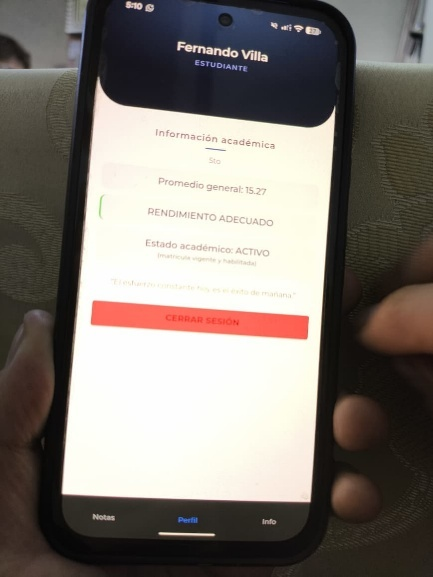 5:10
Fernando Villa
ESTUDIANTE
Información académica
5to
Promedio general: 15.27
RENDIMIENTO ADECUADO
Estado académico: ACTIVO
(matrícula vigente y habilitada)
"El esfuerzo constante hoy es el éxito de mañana."
CERRAR SESIÓN
Notas
Perfil
Info